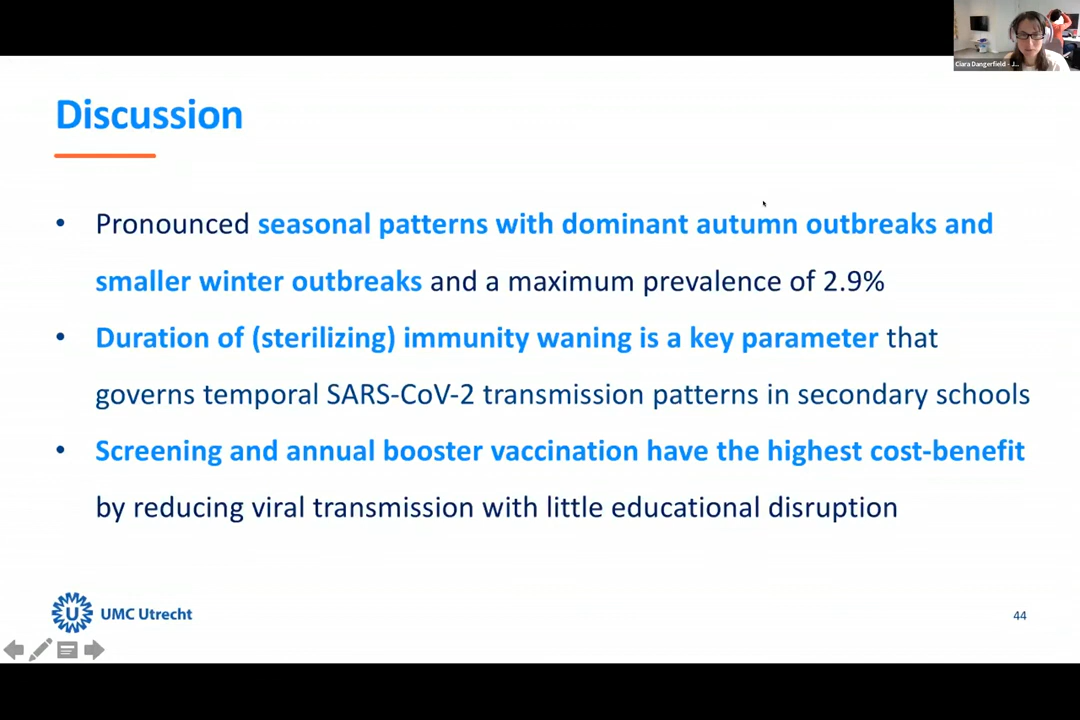 Ciara Dangerfield - J...
Discussion
• Pronounced seasonal patterns with dominant autumn outbreaks and
smaller winter outbreaks and a maximum prevalence of 2.9%
• Duration of (sterilizing) immunity waning is a key parameter that
governs temporal SARS-CoV-2 transmission patterns in secondary schools
• Screening and annual booster vaccination have the highest cost-benefit
by reducing viral transmission with little educational disruption
U UMC Utrecht
44